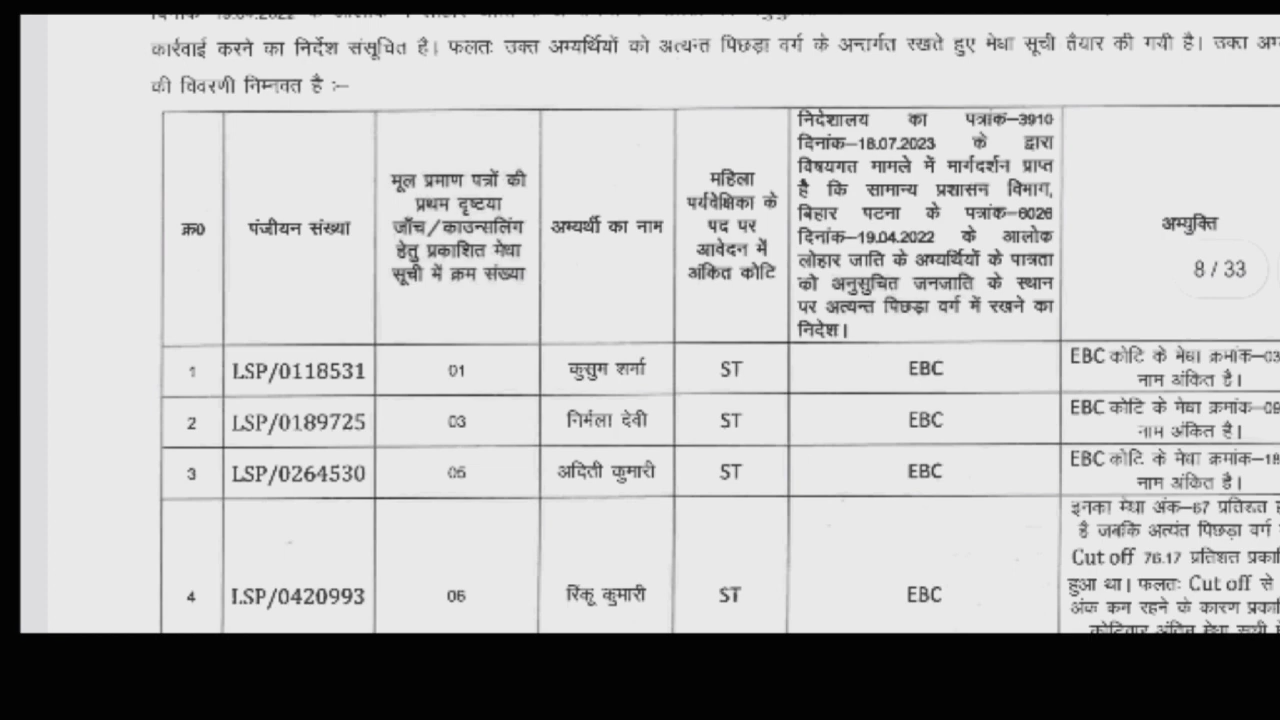 कार्रवाई करने का निर्देश संसूचित है। फलतः उक्त अभ्यर्थियों को अत्यन्त पिछड़ा वर्ग के अन्तर्गत रखते हुए मेधा सूची तैयार की गयी है। उक्त
की विवरणी निम्नवत है :–
क्र0
पंजीयन संख्या
मूल प्रमाण पत्रों की
प्रथम दृष्टया
जाँच/काउन्सलिंग
हेतु प्रकाशित मेधा
सूची में क्रम संख्या
अभ्यर्थी का नाम
महिला
पर्यवेक्षिका के
पद पर
आवेदन में
अंकित कोटि
निदेशालय का पत्रांक–3910
दिनांक–18.07.2023 के द्वारा
विषयगत मामले में मार्गदर्शन प्राप्त
है कि सामान्य प्रशासन विभाग,
बिहार पटना के पत्रांक–6026
दिनांक–19.04.2022 के आलोक
लोहार जाति के अभ्यर्थियों के पात्रता
को अनुसुचित जनजाति के स्थान
पर अत्यन्त पिछड़ा वर्ग में रखने का
निदेश।
अभ्युक्ति
8 / 33
1 LSP/0118531 01 कुसुम शर्मा ST EBC EBC कोटि के मेधा क्रमांक–03
नाम अंकित है।
2 LSP/0189725 03 निर्मला देवी ST EBC EBC कोटि के मेधा क्रमांक–09
नाम अंकित है।
3 LSP/0264530 05 अदिती कुमारी ST EBC EBC कोटि के मेधा क्रमांक–18
नाम अंकित है।
4 LSP/0420993 06 रिंकू कुमारी ST EBC
इनका मेधा अंक–67 प्रतिशत
है जबकि अत्यंत पिछड़ा वर्ग
Cut off 76.17 प्रतिशत
हुआ था। फलतः Cut off से
अंक कम रहने के कारण